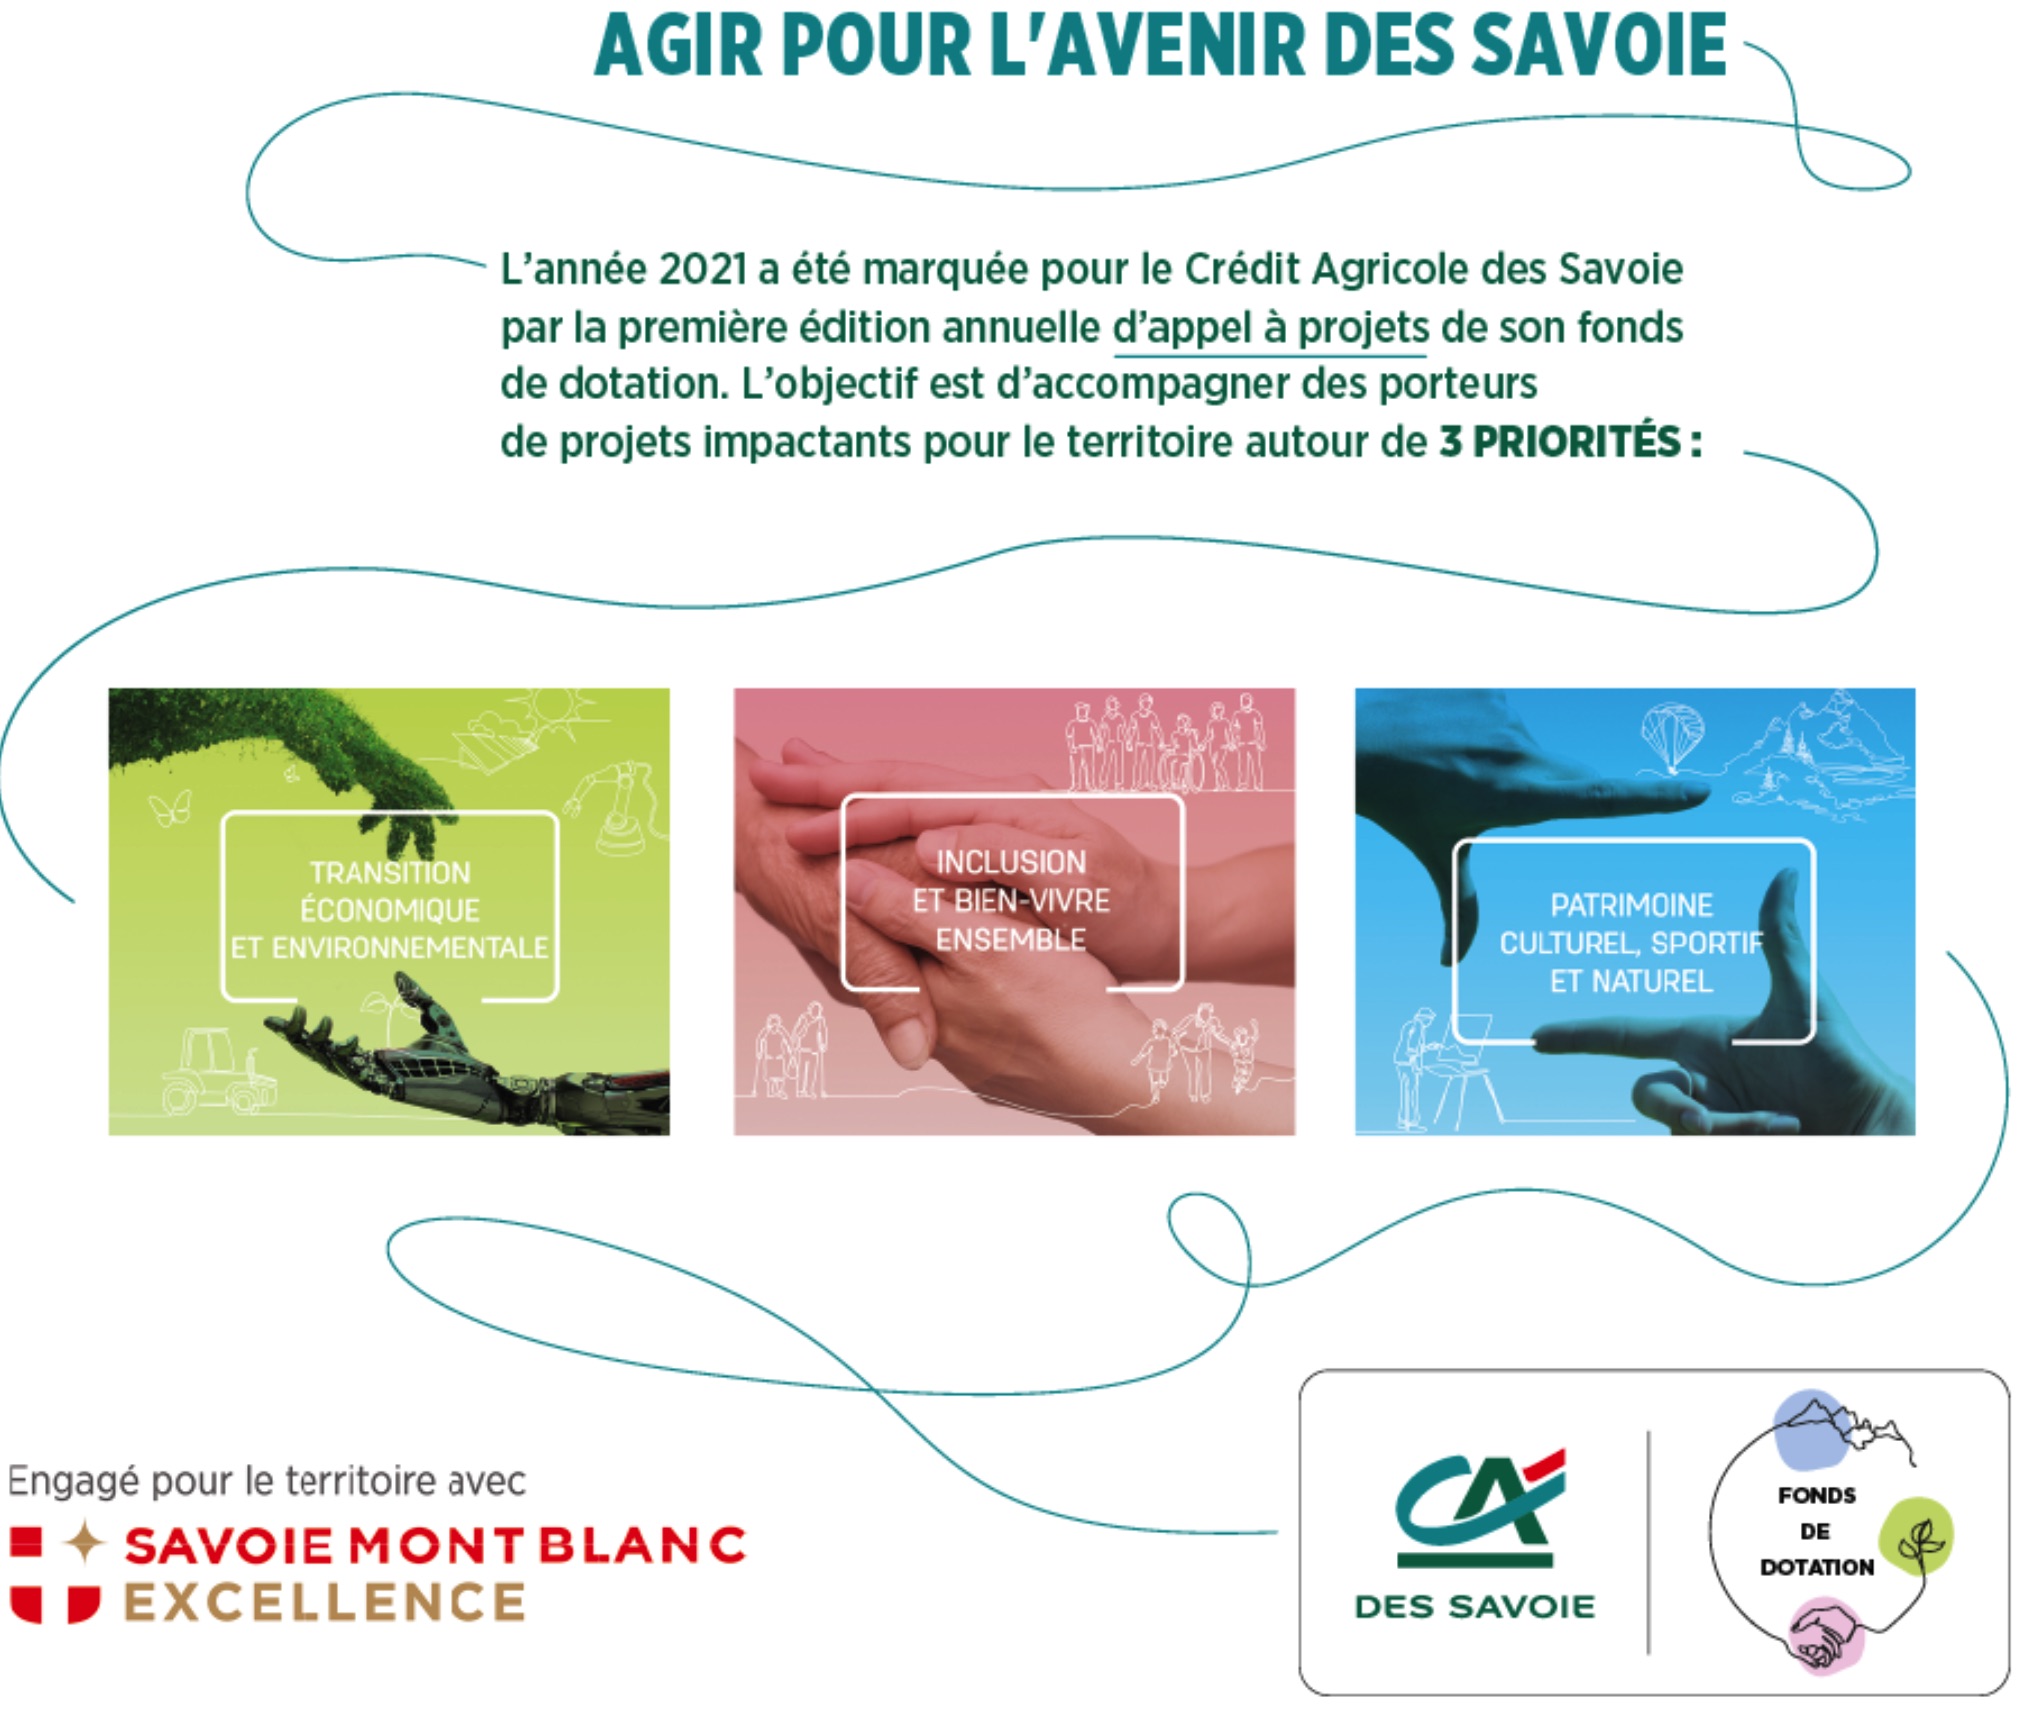 AGIR POUR L'AVENIR DES SAVOIE
L'année 2021 a été marquée pour le Crédit Agricole des Savoie
par la première édition annuelle d'appel à projets de son fonds
de dotation. L'objectif est d'accompagner des porteurs
de projets impactants pour le territoire autour de 3 PRIORITÉS :
TRANSITION
ÉCONOMIQUE
ET ENVIRONNEMENTALE
INCLUSION
ET BIEN-VIVRE
ENSEMBLE
PATRIMOINE
CULTUREL, SPORTIF
ET NATUREL
Engagé pour le territoire avec
SAVOIE MONT BLANC
EXCELLENCE
CA
DES SAVOIE
FONDS
DE
DOTATION